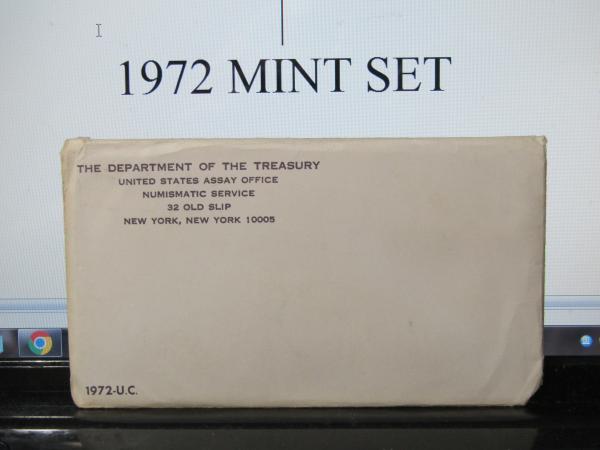 1972 MINT SET
THE DEPARTMENT OF THE TREASURY
UNITED STATES ASSAY OFFICE
NUMISMATIC SERVICE
32 OLD SLIP
NEW YORK, NEW YORK 10005
1972-U.C.